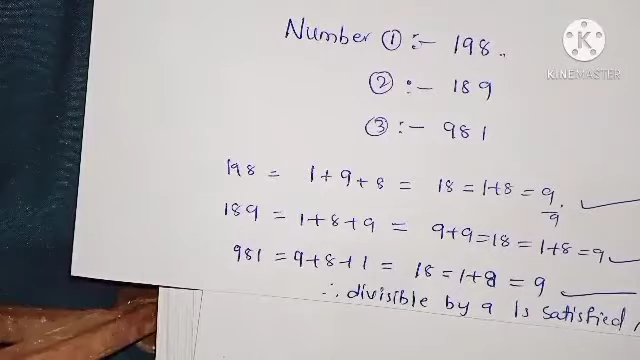 Number ① :- 198..
② :- 189
③ :- 981
198 = 1+9+8 = 18 = 1+8 = 9.
9
189 = 1+8+9 = 9+9=18 = 1+8 = 9
981 = 9+8+1 = 18 = 1+8 = 9
∴ divisible by 9 Is satisfied
K
KINEMASTER